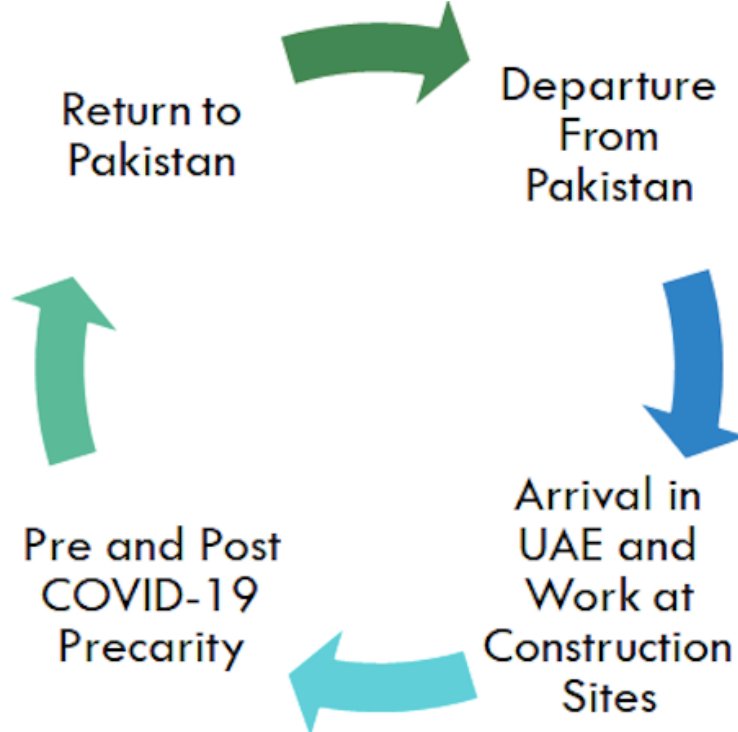 Return to
Pakistan
Departure
From
Pakistan
Arrival in
UAE and
Work at
Construction
Sites
Pre and Post
COVID-19
Precarity